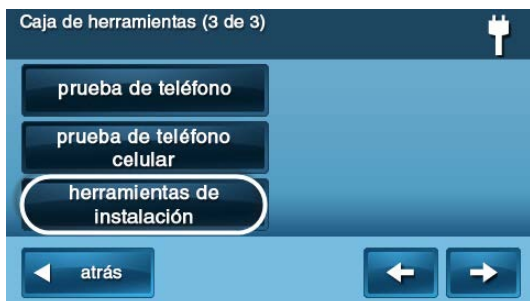 Caja de herramientas (3 de 3)
prueba de teléfono
prueba de teléfono
celular
herramientas de
instalación
atrás